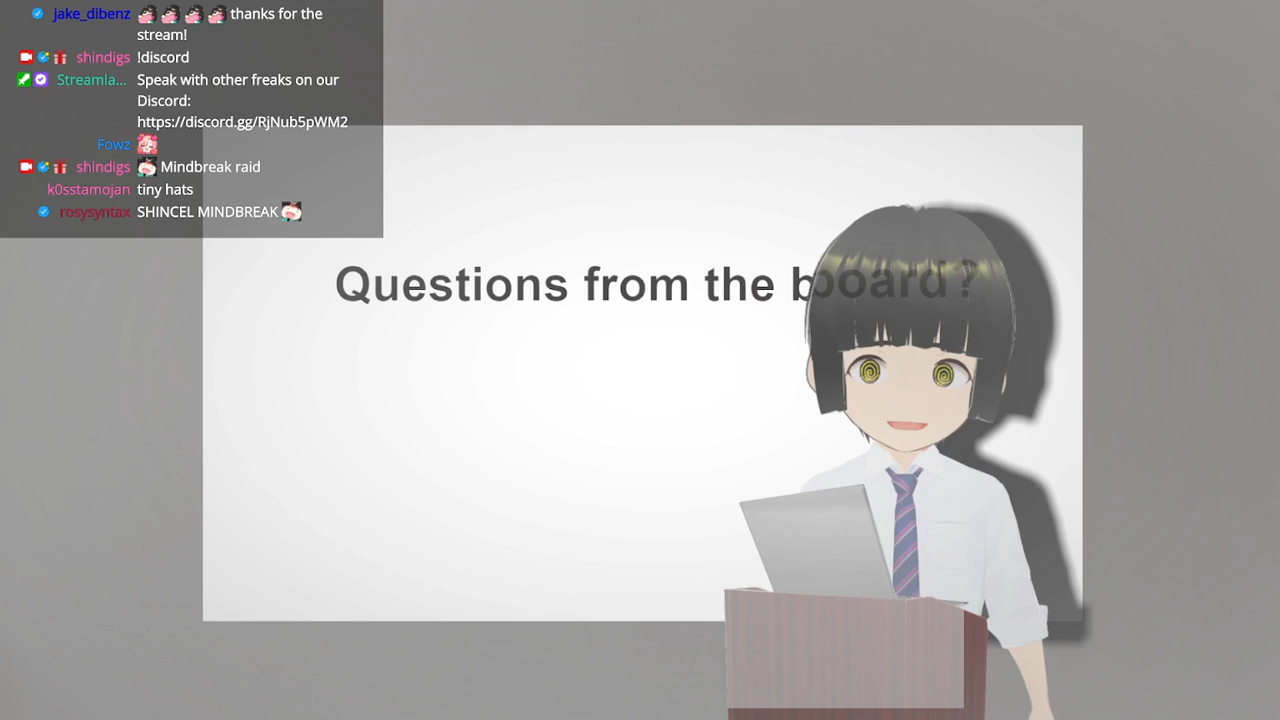 jake_dibenz thanks for the
stream!
shindigs !discord
Streamla... Speak with other freaks on our
Discord:
https://discord.gg/RjNub5pWM2
Fowz
shindigs Mindbreak raid
k0sstamojan tiny hats
rosysyntax SHINCEL MINDBREAK
Questions from the board?